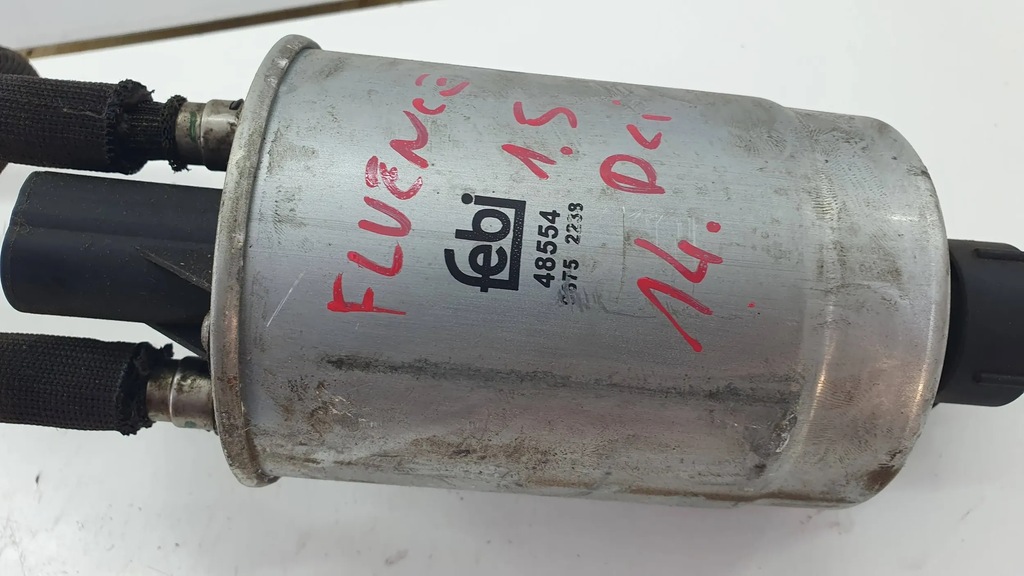 FLUENCE
1.5
DCi
14.
febi
48554
2238